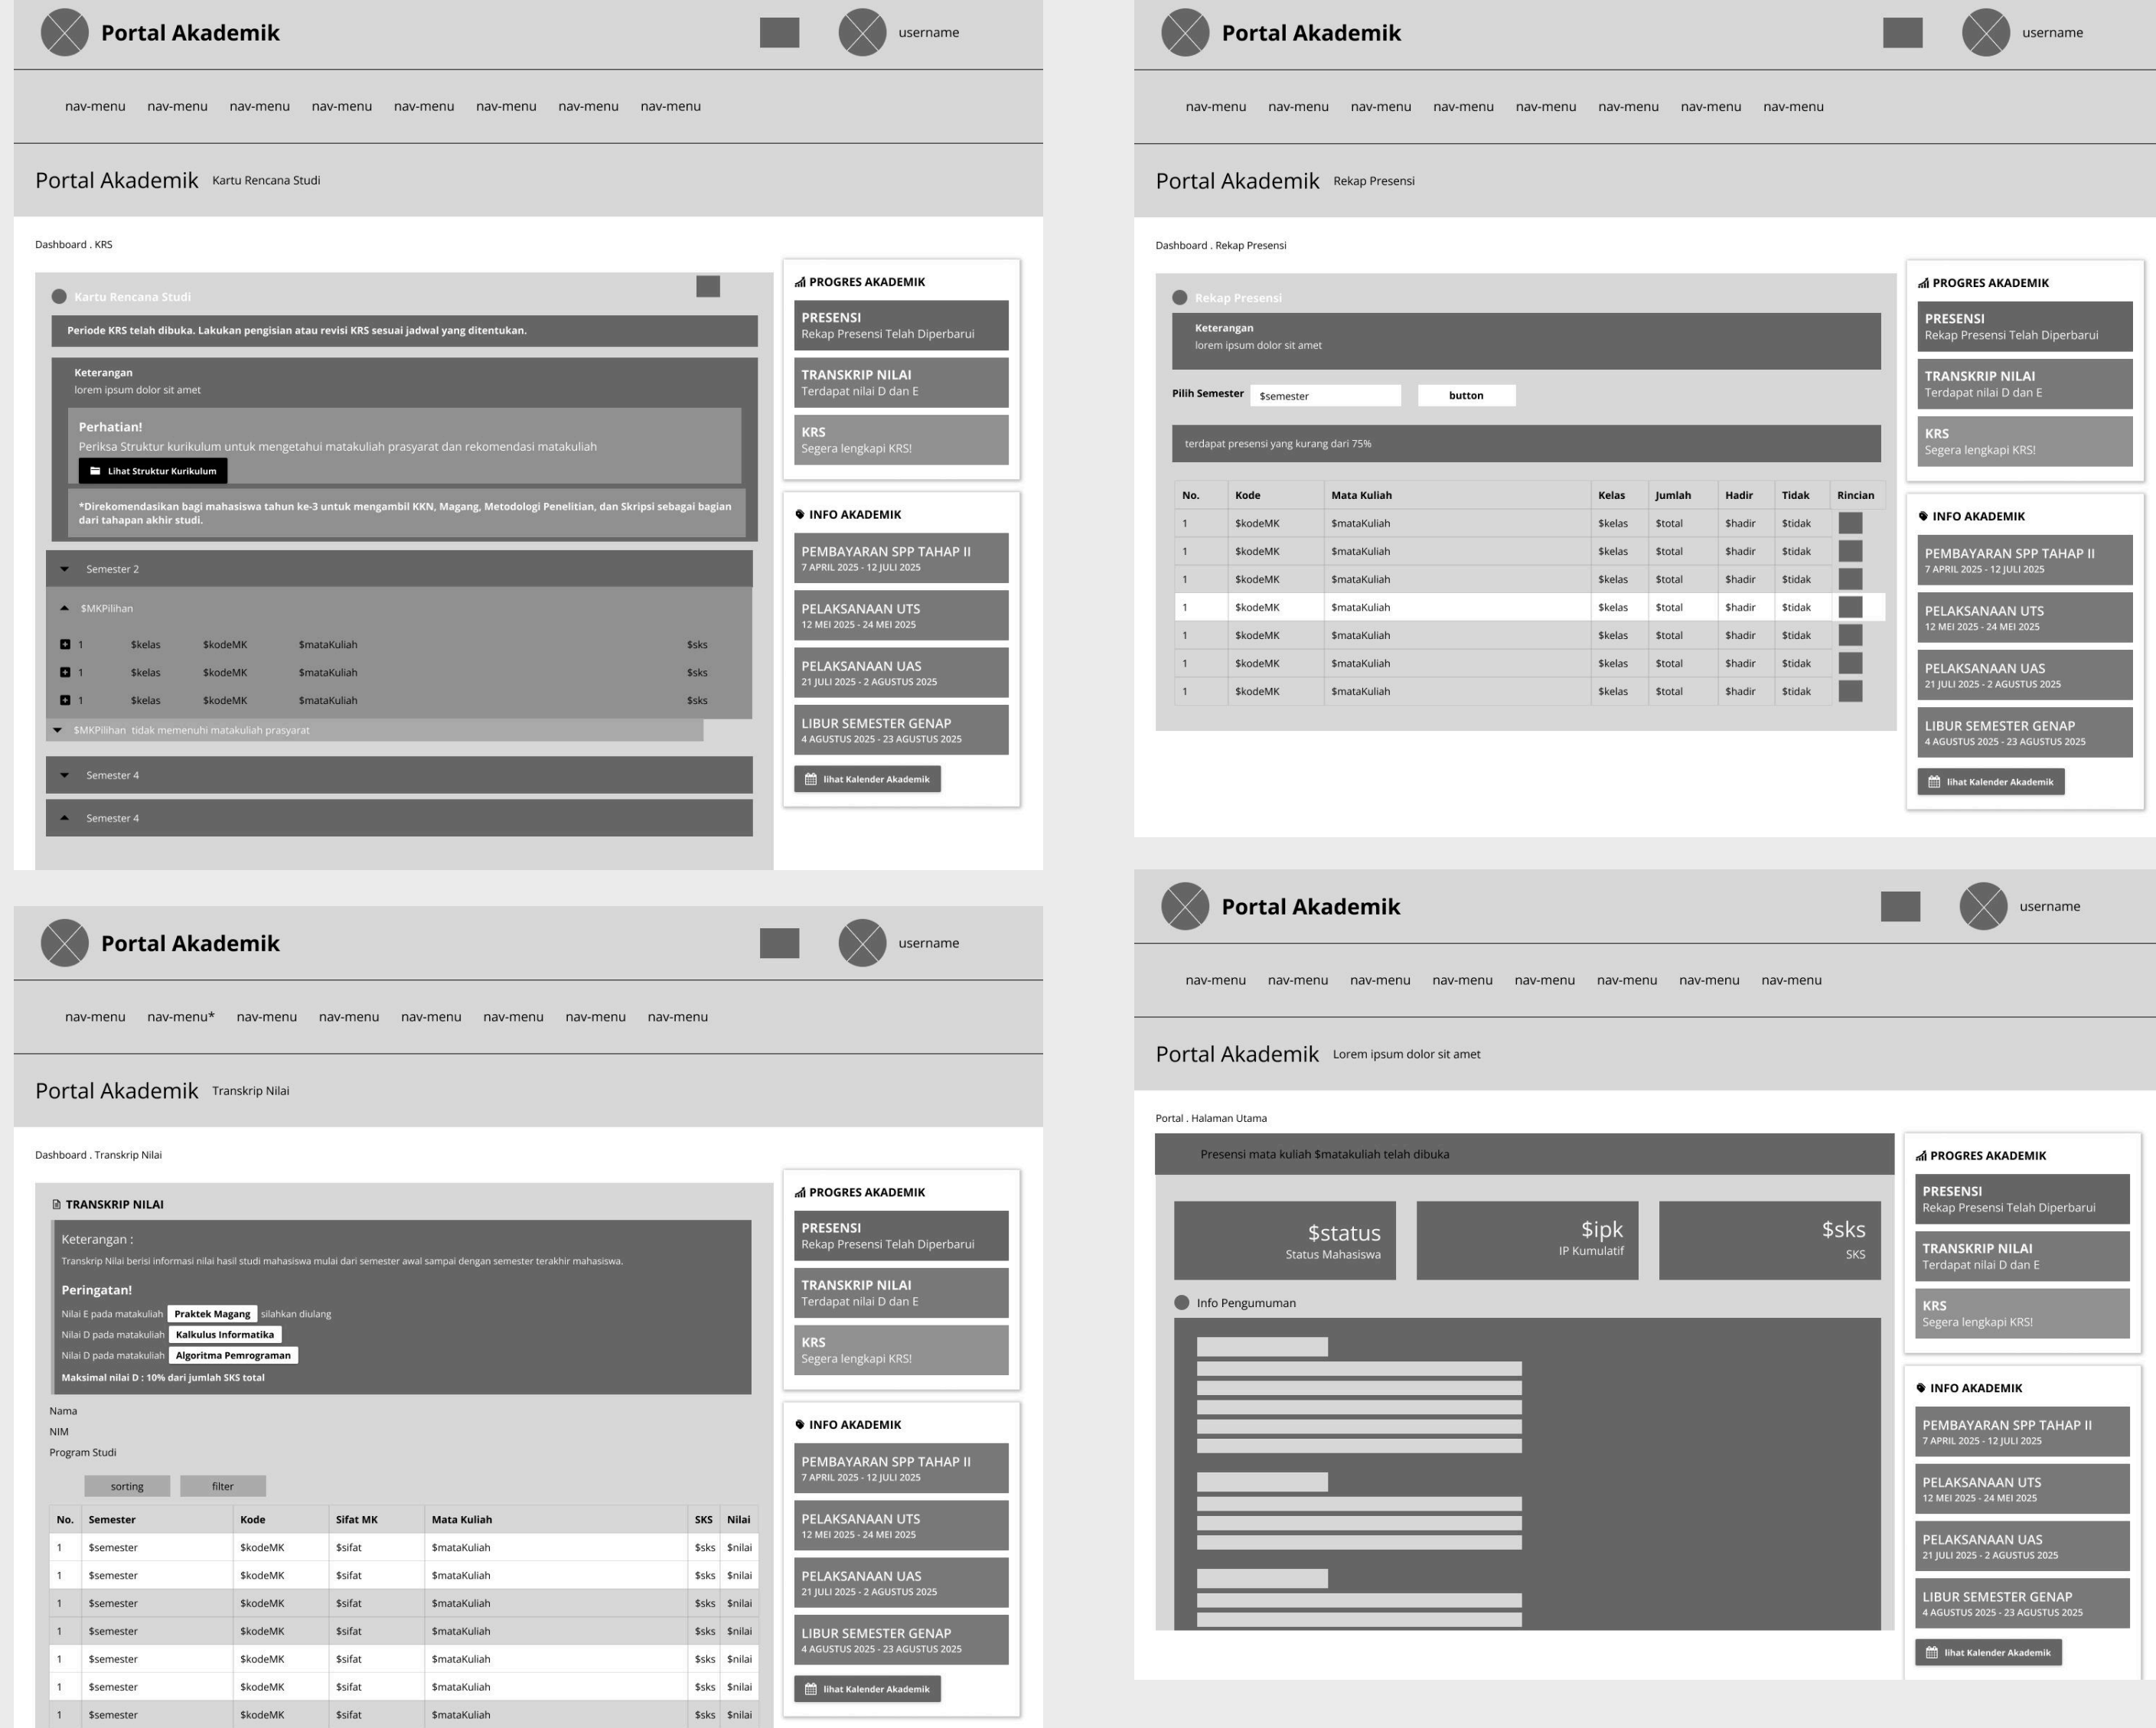 Portal Akademik
username
nav-menu nav-menu nav-menu nav-menu nav-menu nav-menu nav-menu nav-menu
Portal Akademik Kartu Rencana Studi
Dashboard . KRS
Kartu Rencana Studi
Periode KRS telah dibuka. Lakukan pengisian atau revisi KRS sesuai jadwal yang ditentukan.
Keterangan
lorem ipsum dolor sit amet
Perhatian!
Periksa Struktur kurikulum untuk mengetahui matakuliah prasyarat dan rekomendasi matakuliah
Lihat Struktur Kurikulum
*Direkomendasikan bagi mahasiswa tahun ke-3 untuk mengambil KKN, Magang, Metodologi Penelitian, dan Skripsi sebagai bagian
dari tahapan akhir studi.
Semester 2
$MKPilihan
1 $kelas $kodeMK $mataKuliah $sks
1 $kelas $kodeMK $mataKuliah $sks
1 $kelas $kodeMK $mataKuliah $sks
$MKPilihan tidak memenuhi matakuliah prasyarat
Semester 4
Semester 4
PROGRES AKADEMIK
PRESENSI
Rekap Presensi Telah Diperbarui
TRANSKRIP NILAI
Terdapat nilai D dan E
KRS
Segera lengkapi KRS!
INFO AKADEMIK
PEMBAYARAN SPP TAHAP II
7 APRIL 2025 - 12 JULI 2025
PELAKSANAAN UTS
12 MEI 2025 - 24 MEI 2025
PELAKSANAAN UAS
21 JULI 2025 - 2 AGUSTUS 2025
LIBUR SEMESTER GENAP
4 AGUSTUS 2025 - 23 AGUSTUS 2025
lihat Kalender Akademik
Portal Akademik
username
nav-menu nav-menu nav-menu nav-menu nav-menu nav-menu nav-menu nav-menu
Portal Akademik Rekap Presensi
Dashboard . Rekap Presensi
Rekap Presensi
Keterangan
lorem ipsum dolor sit amet
Pilih Semester $semester button
terdapat presensi yang kurang dari 75%
No. Kode Mata Kuliah Kelas Jumlah Hadir Tidak Rincian
1 $kodeMK $mataKuliah $kelas $total $hadir $tidak
1 $kodeMK $mataKuliah $kelas $total $hadir $tidak
1 $kodeMK $mataKuliah $kelas $total $hadir $tidak
1 $kodeMK $mataKuliah $kelas $total $hadir $tidak
1 $kodeMK $mataKuliah $kelas $total $hadir $tidak
1 $kodeMK $mataKuliah $kelas $total $hadir $tidak
1 $kodeMK $mataKuliah $kelas $total $hadir $tidak
PROGRES AKADEMIK
PRESENSI
Rekap Presensi Telah Diperbarui
TRANSKRIP NILAI
Terdapat nilai D dan E
KRS
Segera lengkapi KRS!
INFO AKADEMIK
PEMBAYARAN SPP TAHAP II
7 APRIL 2025 - 12 JULI 2025
PELAKSANAAN UTS
12 MEI 2025 - 24 MEI 2025
PELAKSANAAN UAS
21 JULI 2025 - 2 AGUSTUS 2025
LIBUR SEMESTER GENAP
4 AGUSTUS 2025 - 23 AGUSTUS 2025
lihat Kalender Akademik
Portal Akademik
username
nav-menu nav-menu* nav-menu nav-menu nav-menu nav-menu nav-menu nav-menu
Portal Akademik Transkrip Nilai
Dashboard . Transkrip Nilai
TRANSKRIP NILAI
Keterangan :
Transkrip Nilai berisi informasi nilai hasil studi mahasiswa mulai dari semester awal sampai dengan semester terakhir mahasiswa.
Peringatan!
Nilai E pada matakuliah Praktek Magang silahkan diulang
Nilai D pada matakuliah Kalkulus Informatika
Nilai D pada matakuliah Algoritma Pemrograman
Maksimal nilai D : 10% dari jumlah SKS total
Nama
NIM
Program Studi
sorting filter
No. Semester Kode Sifat MK Mata Kuliah SKS Nilai
1 $semester $kodeMK $sifat $mataKuliah $sks $nilai
1 $semester $kodeMK $sifat $mataKuliah $sks $nilai
1 $semester $kodeMK $sifat $mataKuliah $sks $nilai
1 $semester $kodeMK $sifat $mataKuliah $sks $nilai
1 $semester $kodeMK $sifat $mataKuliah $sks $nilai
1 $semester $kodeMK $sifat $mataKuliah $sks $nilai
1 $semester $kodeMK $sifat $mataKuliah $sks $nilai
PROGRES AKADEMIK
PRESENSI
Rekap Presensi Telah Diperbarui
TRANSKRIP NILAI
Terdapat nilai D dan E
KRS
Segera lengkapi KRS!
INFO AKADEMIK
PEMBAYARAN SPP TAHAP II
7 APRIL 2025 - 12 JULI 2025
PELAKSANAAN UTS
12 MEI 2025 - 24 MEI 2025
PELAKSANAAN UAS
21 JULI 2025 - 2 AGUSTUS 2025
LIBUR SEMESTER GENAP
4 AGUSTUS 2025 - 23 AGUSTUS 2025
lihat Kalender Akademik
Portal Akademik
username
nav-menu nav-menu nav-menu nav-menu nav-menu nav-menu nav-menu nav-menu
Portal Akademik Lorem ipsum dolor sit amet
Portal . Halaman Utama
Presensi mata kuliah $matakuliah telah dibuka
$status
Status Mahasiswa
$ipk
IP Kumulatif
$sks
SKS
Info Pengumuman
PROGRES AKADEMIK
PRESENSI
Rekap Presensi Telah Diperbarui
TRANSKRIP NILAI
Terdapat nilai D dan E
KRS
Segera lengkapi KRS!
INFO AKADEMIK
PEMBAYARAN SPP TAHAP II
7 APRIL 2025 - 12 JULI 2025
PELAKSANAAN UTS
12 MEI 2025 - 24 MEI 2025
PELAKSANAAN UAS
21 JULI 2025 - 2 AGUSTUS 2025
LIBUR SEMESTER GENAP
4 AGUSTUS 2025 - 23 AGUSTUS 2025
lihat Kalender Akademik